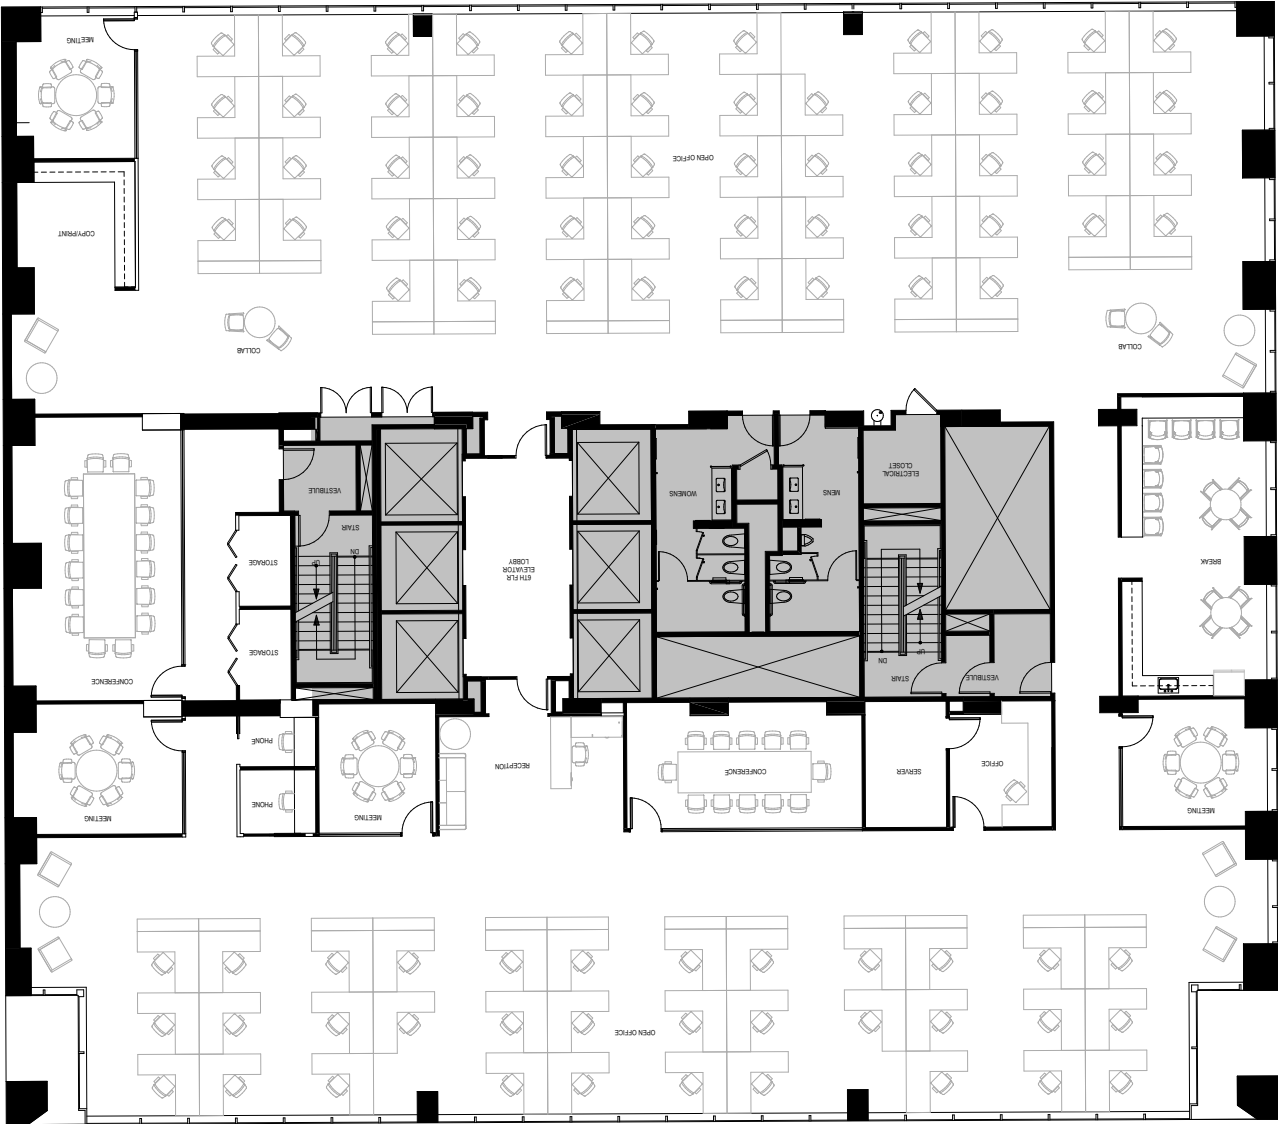 MEETING
OPEN OFFICE
COPY/PRINT
COLLAB
COLLAB
ELECTRICAL
CLOSET
VESTIBULE
WOMENS
MENS
STAIR
DN
UP
STORAGE
6TH FLR
ELEVATOR
LOBBY
BREAK
STORAGE
UP
DN
STAIR
VESTIBULE
CONFERENCE
PHONE
RECEPTION
CONFERENCE
SERVER
OFFICE
PHONE
MEETING
MEETING
MEETING
OPEN OFFICE